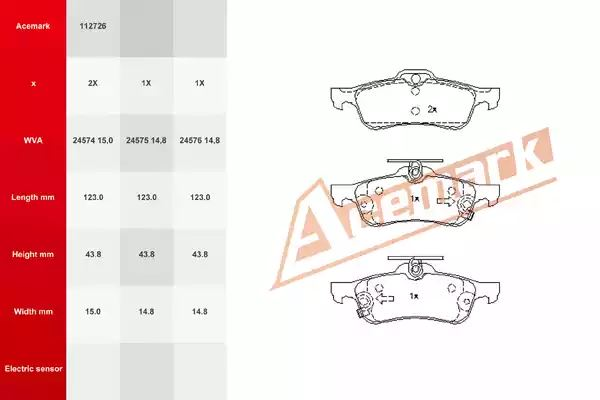 Acemark 112726
x 2X 1X 1X
WVA 24574 15,0 24575 14,8 24576 14,8
Length mm 123.0 123.0 123.0
Height mm 43.8 43.8 43.8
Width mm 15.0 14.8 14.8
Electric sensor
2x
1x
1x
Acemark